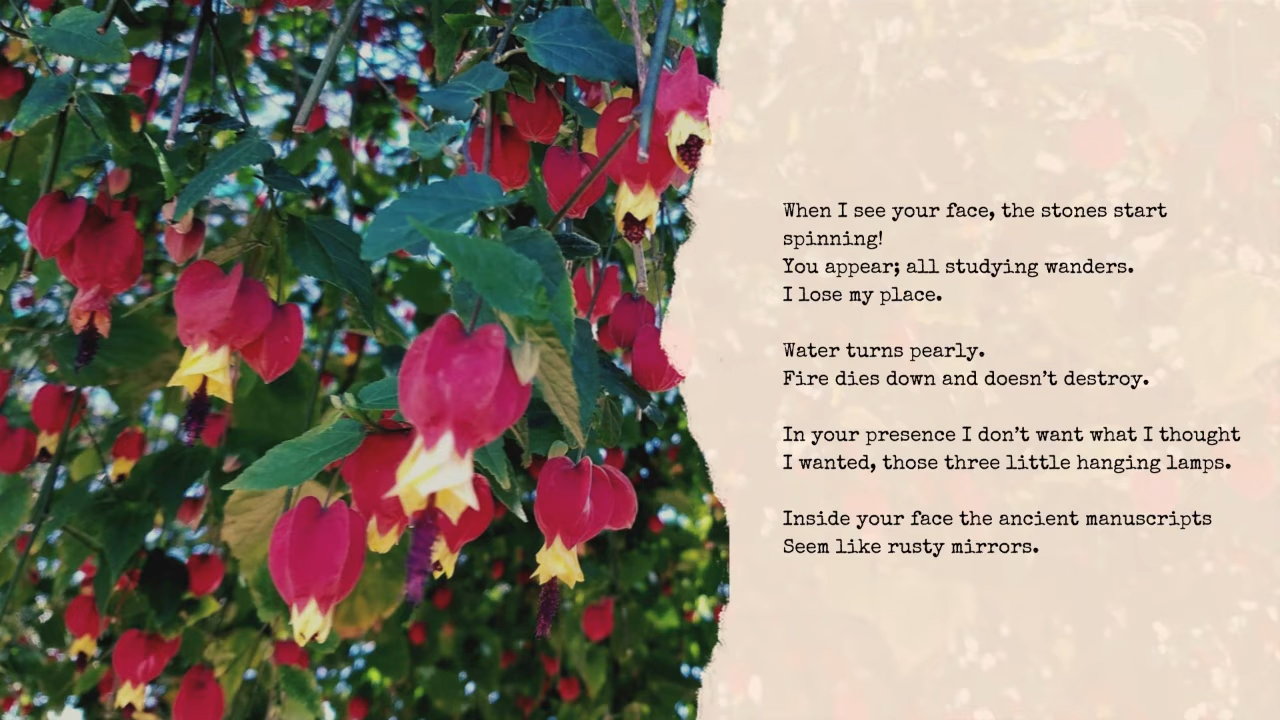 When I see your face, the stones start
spinning!
You appear; all studying wanders.
I lose my place.
Water turns pearly.
Fire dies down and doesn’t destroy.
In your presence I don’t want what I thought
I wanted, those three little hanging lamps.
Inside your face the ancient manuscripts
Seem like rusty mirrors.